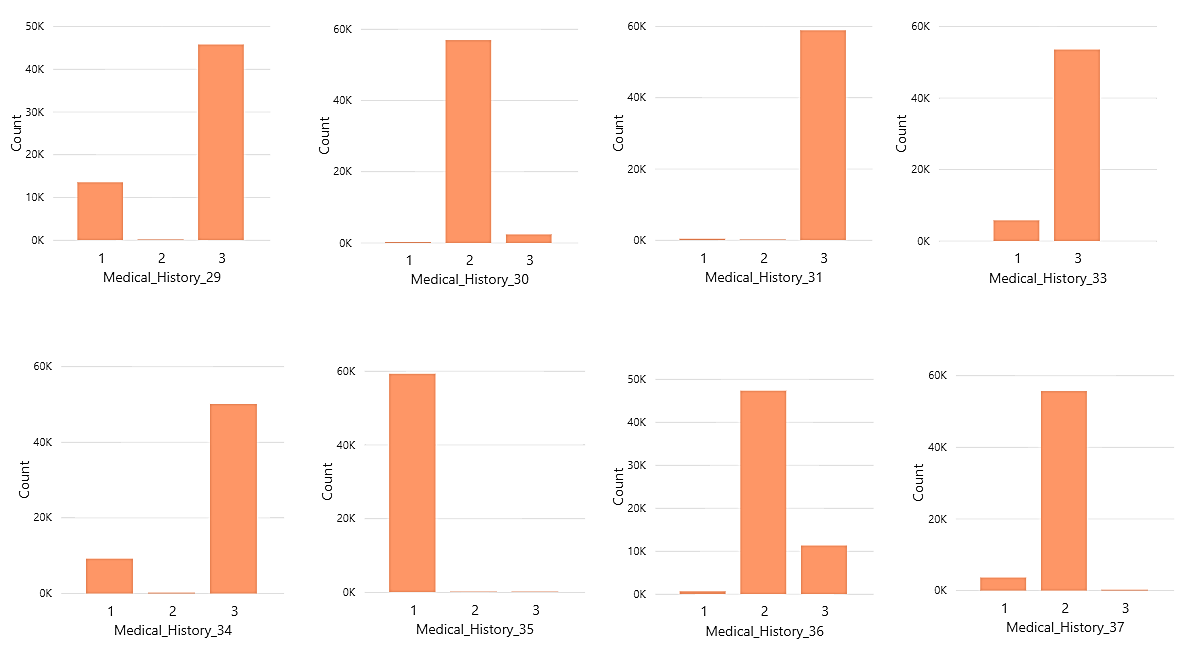 50K
40K
30K
20K
10K
0K
Count
1 2 3
Medical_History_29
60K
40K
20K
0K
Count
1 2 3
Medical_History_30
60K
40K
20K
0K
Count
1 2 3
Medical_History_31
60K
40K
20K
0K
Count
1 3
Medical_History_33
60K
40K
20K
0K
Count
1 2 3
Medical_History_34
60K
40K
20K
0K
Count
1 2 3
Medical_History_35
50K
40K
30K
20K
10K
0K
Count
1 2 3
Medical_History_36
60K
40K
20K
0K
Count
1 2 3
Medical_History_37